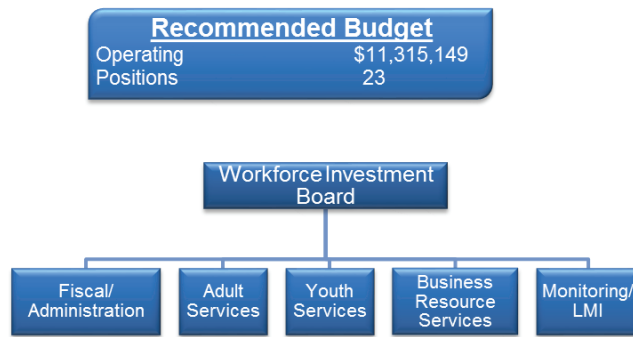 Recommended Budget
Operating $11,315,149
Positions 23
Workforce Investment
Board
Fiscal/
Administration
Adult
Services
Youth
Services
Business
Resource
Services
Monitoring/
LMI